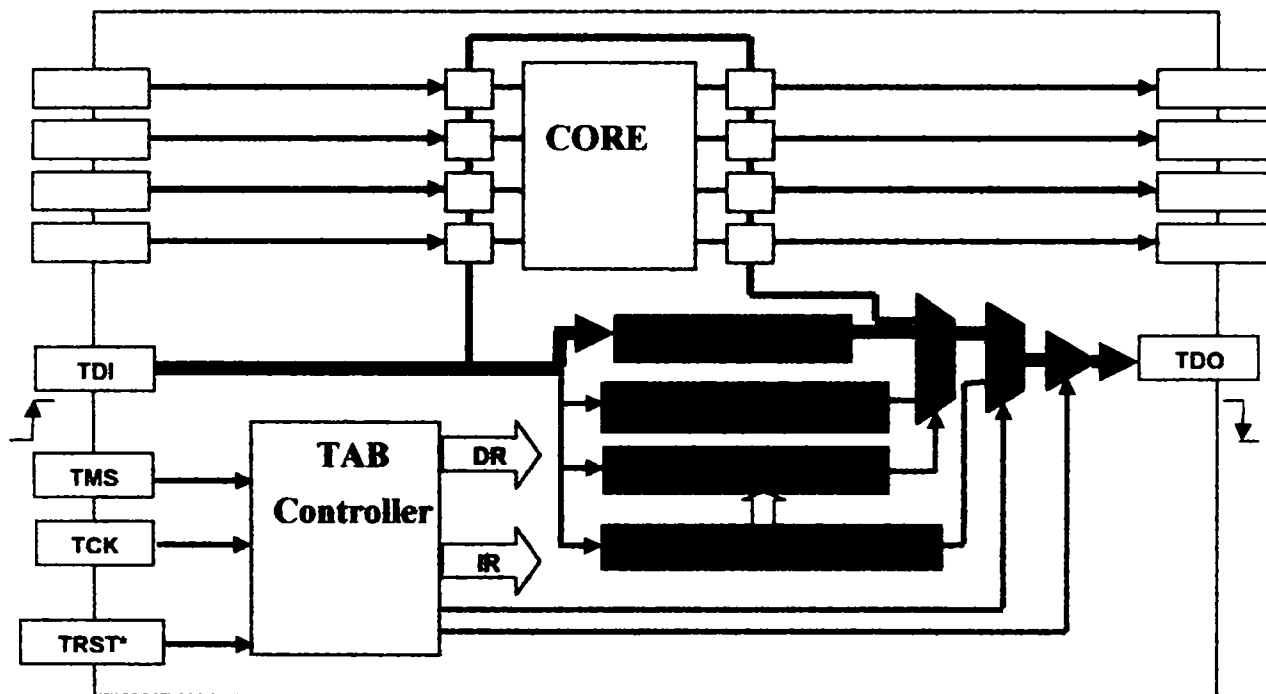 CORE
TDI
TDO
TAB
Controller
DR
TMS
TCK
IR
TRST*